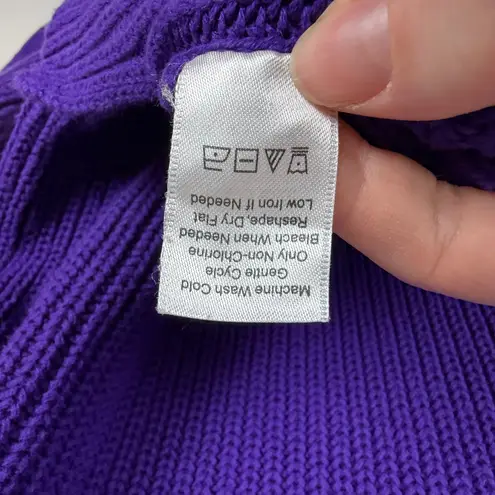 Machine Wash Cold
Gentle Cycle
Only Non-Chlorine
Bleach When Needed
Reshape, Dry Flat
Low Iron If Needed